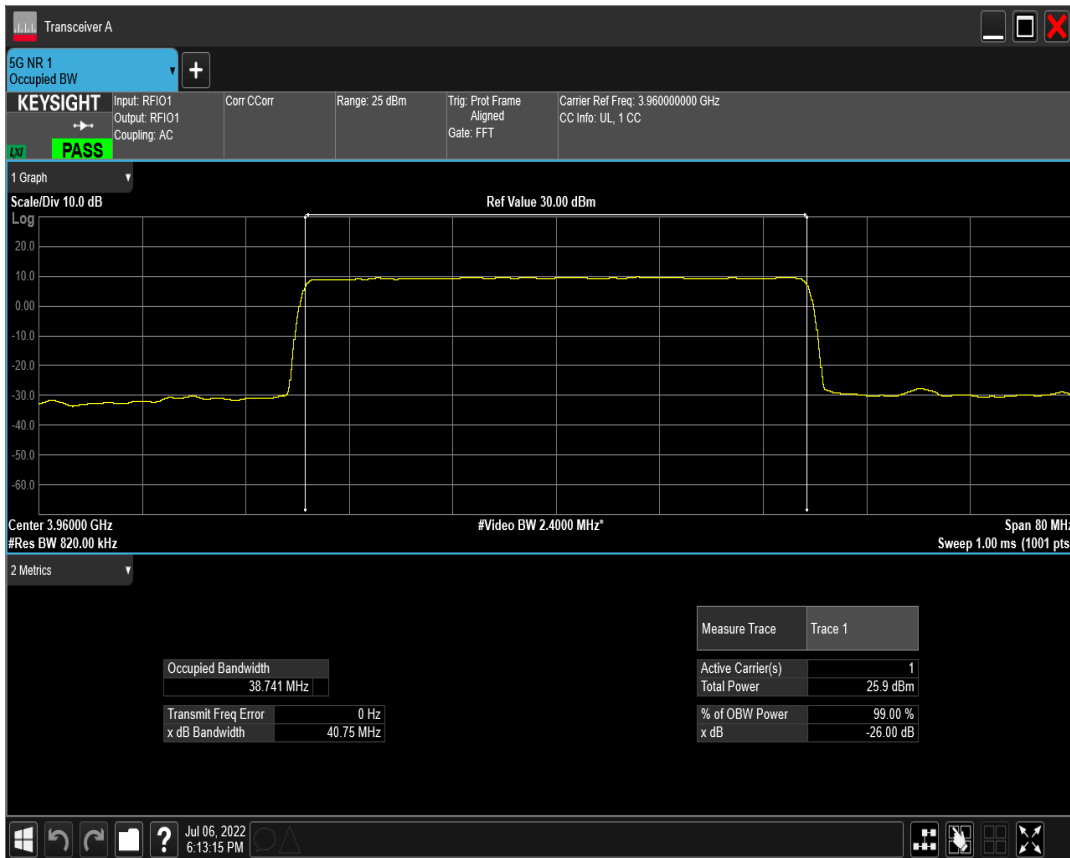 Transceiver A
5G NR 1
Occupied BW
+
KEYSIGHT
LXI
PASS
Input: RFIO1
Output: RFIO1
Coupling: AC
Corr CCorr
Range: 25 dBm
Trig: Prot Frame
Aligned
Gate: FFT
Carrier Ref Freq: 3.960000000 GHz
CC Info: UL, 1 CC
1 Graph
Scale/Div 10.0 dB
Ref Value 30.00 dBm
Log
20.0
10.0
0.00
-10.0
-20.0
-30.0
-40.0
-50.0
-60.0
Center 3.96000 GHz
#Video BW 2.4000 MHz*
Span 80 MHz
#Res BW 820.00 kHz
Sweep 1.00 ms (1001 pts
2 Metrics
Measure Trace Trace 1
Occupied Bandwidth
38.741 MHz
Active Carrier(s) 1
Total Power 25.9 dBm
Transmit Freq Error 0 Hz
x dB Bandwidth 40.75 MHz
% of OBW Power 99.00 %
x dB -26.00 dB
?
Jul 06, 2022
6:13:15 PM